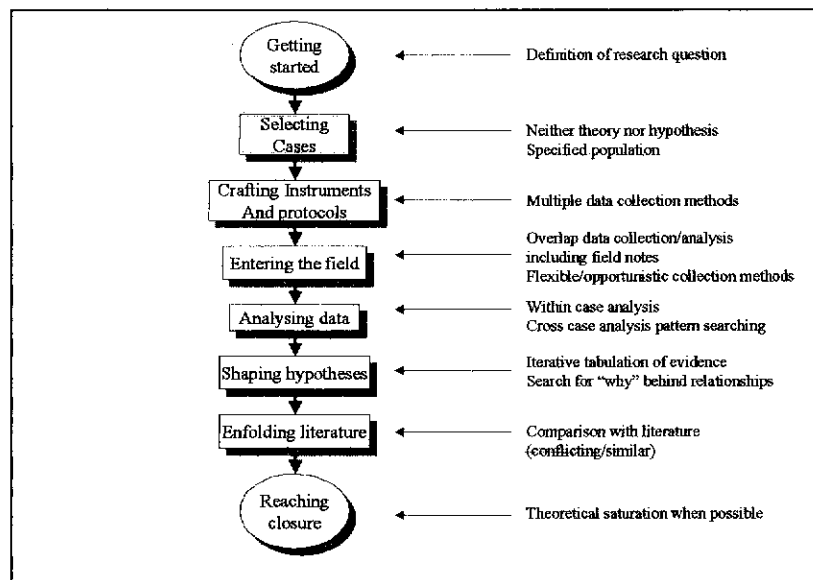 Getting
started
Definition of research question
Selecting
Cases
Neither theory nor hypothesis
Specified population
Crafting Instruments
And protocols
Multiple data collection methods
Entering the field
Overlap data collection/analysis
including field notes
Flexible/opportunistic collection methods
Analysing data
Within case analysis
Cross case analysis pattern searching
Shaping hypotheses
Iterative tabulation of evidence
Search for “why” behind relationships
Enfolding literature
Comparison with literature
(conflicting/similar)
Reaching
closure
Theoretical saturation when possible